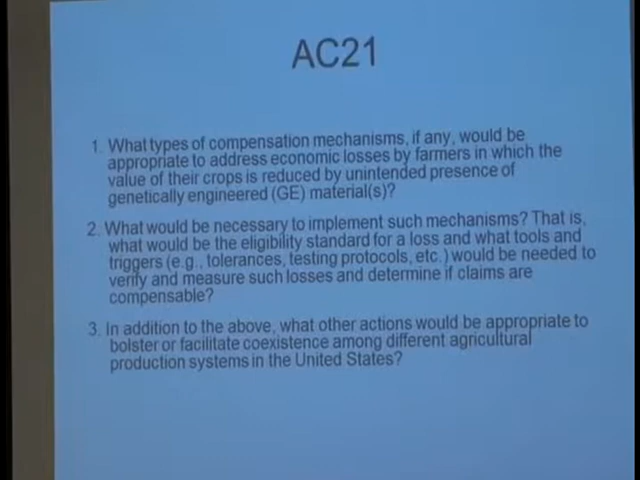 AC21
1. What types of compensation mechanisms, if any, would be
appropriate to address economic losses by farmers in which the
value of their crops is reduced by unintended presence of
genetically engineered (GE) material(s)?
2. What would be necessary to implement such mechanisms? That is,
what would be the eligibility standard for a loss and what tools and
triggers (e.g., tolerances, testing protocols, etc.) would be needed to
verify and measure such losses and determine if claims are
compensable?
3. In addition to the above, what other actions would be appropriate to
bolster or facilitate coexistence among different agricultural
production systems in the United States?